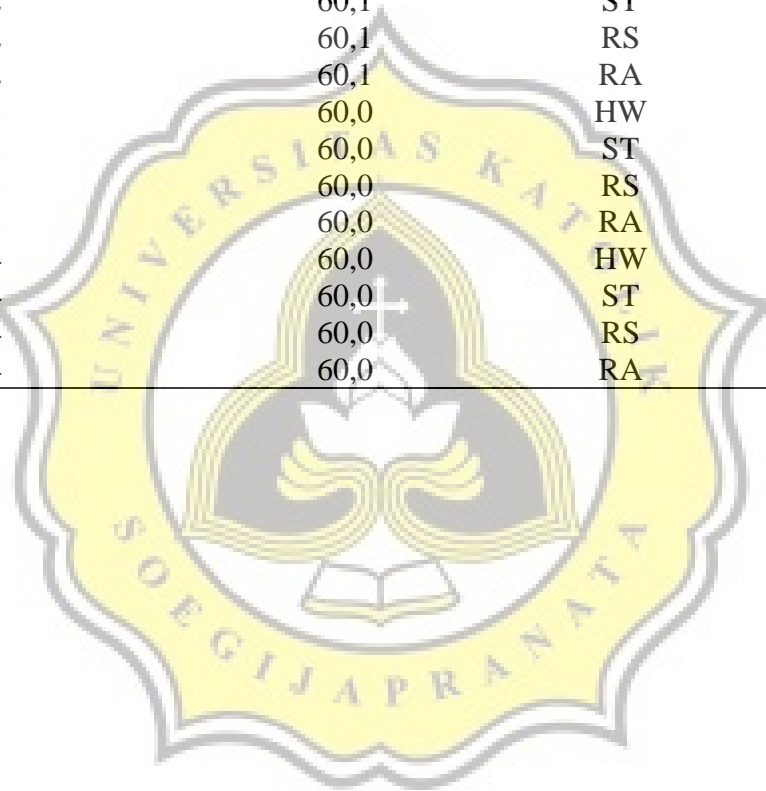 60,1 ST
60,1 RS
60,1 RA
60,0 HW
60,0 ST
60,0 RS
60,0 RA
60,0 HW
60,0 ST
60,0 RS
60,0 RA
UNIVERSITAS KATOLIK
SOEGIJAPRANATA